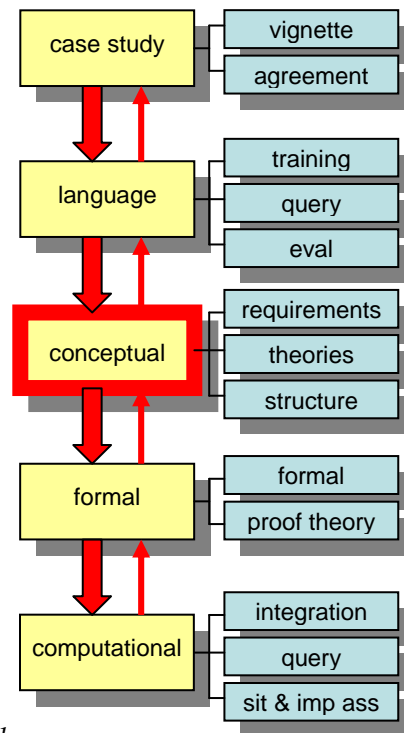 case study
vignette
agreement
language
training
query
eval
conceptual
requirements
theories
structure
formal
formal
proof theory
computational
integration
query
sit & imp ass